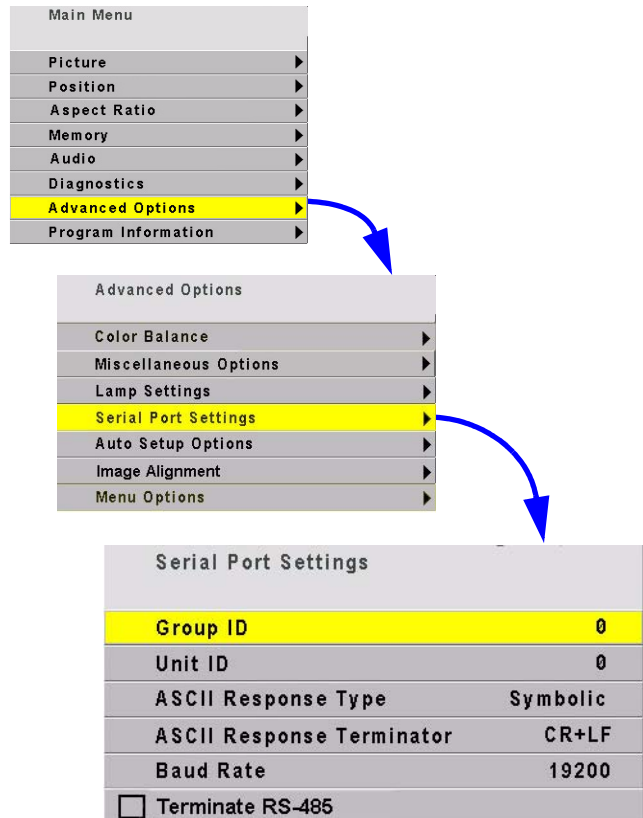 Main Menu
Picture
Position
Aspect Ratio
Memory
Audio
Diagnostics
Advanced Options
Program Information
Advanced Options
Color Balance
Miscellaneous Options
Lamp Settings
Serial Port Settings
Auto Setup Options
Image Alignment
Menu Options
Serial Port Settings
Group ID 0
Unit ID 0
ASCII Response Type Symbolic
ASCII Response Terminator CR+LF
Baud Rate 19200
Terminate RS-485